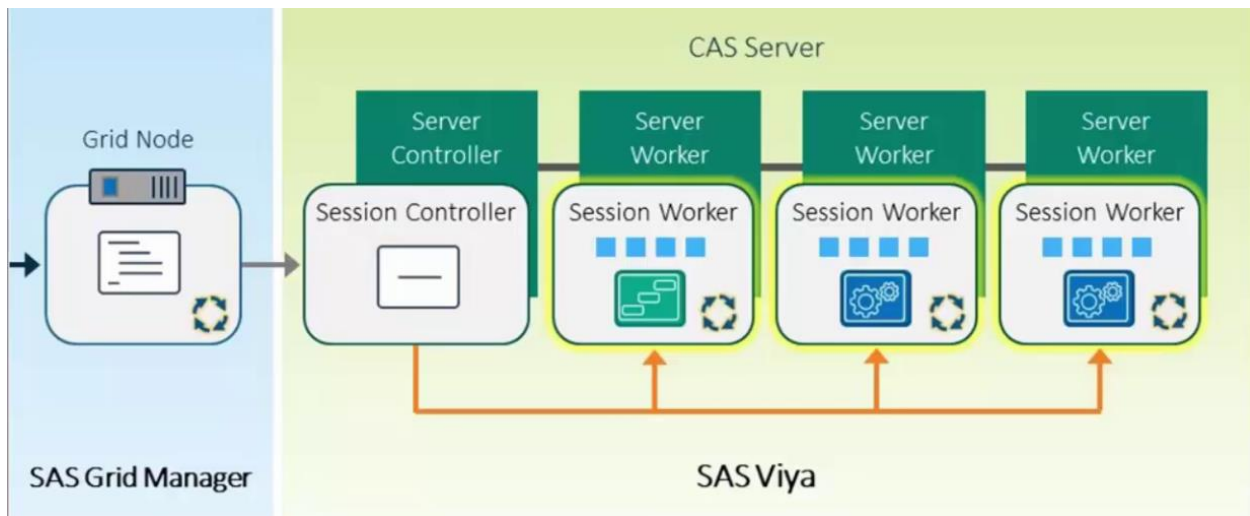 CAS Server
Grid Node
Server
Controller
Server
Worker
Server
Worker
Server
Worker
Session Controller
Session Worker
Session Worker
Session Worker
SAS Grid Manager
SAS Viya